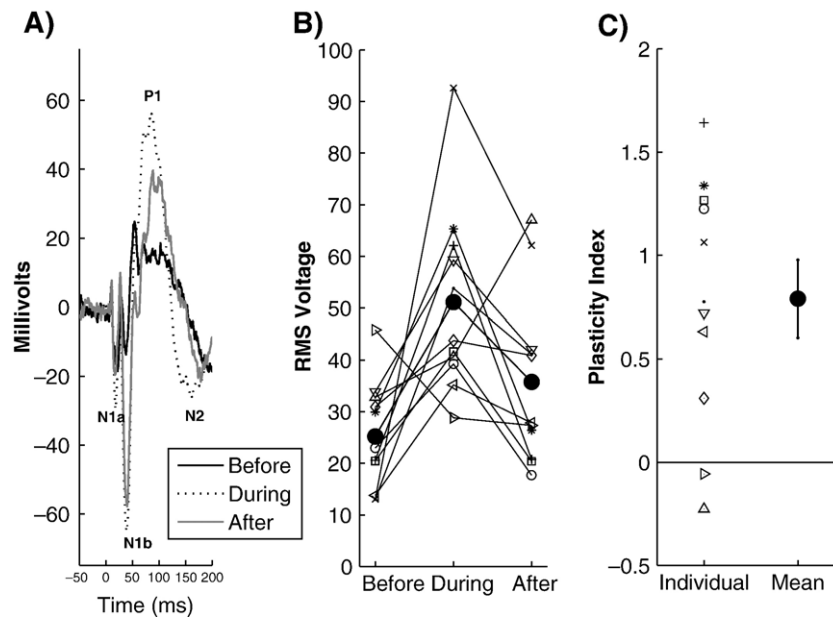 A)
60
40
20
0
−20
−40
−60
Millivolts
P1
N1a
N1b
N2
Before
During
After
−50 0 50 100 150 200
Time (ms)
B)
100
90
80
70
60
50
40
30
20
10
0
RMS Voltage
Before During After
C)
2
1.5
1
0.5
0
−0.5
Plasticity Index
Individual Mean